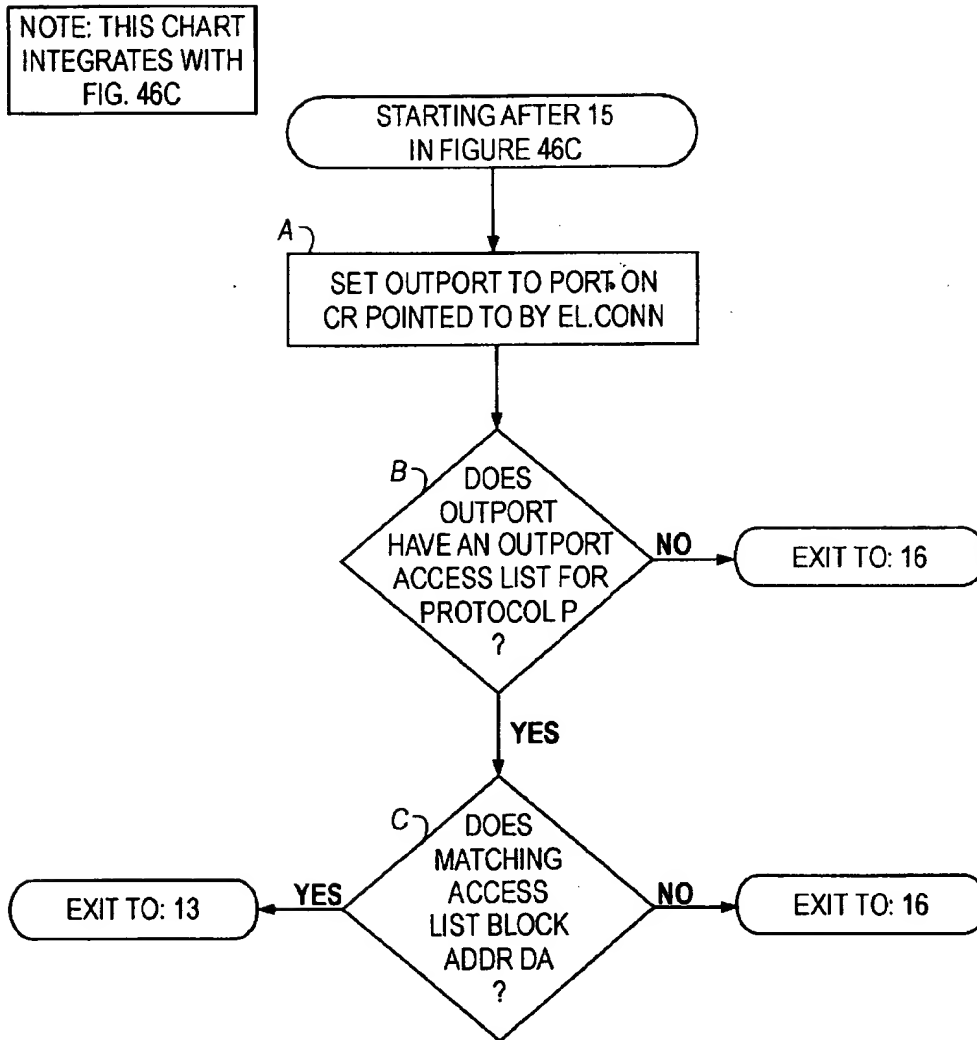 NOTE: THIS CHART
INTEGRATES WITH
FIG. 46C
STARTING AFTER 15
IN FIGURE 46C
A
SET OUTPORT TO PORT ON
CR POINTED TO BY EL.CONN
B
DOES
OUTPORT
HAVE AN OUTPORT
ACCESS LIST FOR
PROTOCOL P
?
NO
EXIT TO: 16
YES
C
DOES
MATCHING
ACCESS
LIST BLOCK
ADDR DA
?
YES
EXIT TO: 13
NO
EXIT TO: 16